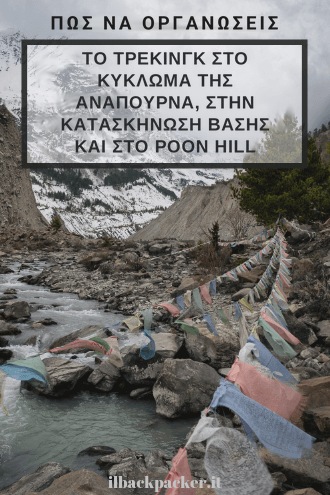 ΠΩΣ ΝΑ ΟΡΓΑΝΩΣΕΙΣ
ΤΟ ΤΡΕΚΙΝΓΚ ΣΤΟ
ΚΥΚΛΩΜΑ ΤΗΣ
ΑΝΑΠΟΥΡΝΑ, ΣΤΗΝ
ΚΑΤΑΣΚΗΝΩΣΗ ΒΑΣΗΣ
ΚΑΙ ΣΤΟ POON HILL
ilbackpacker.it